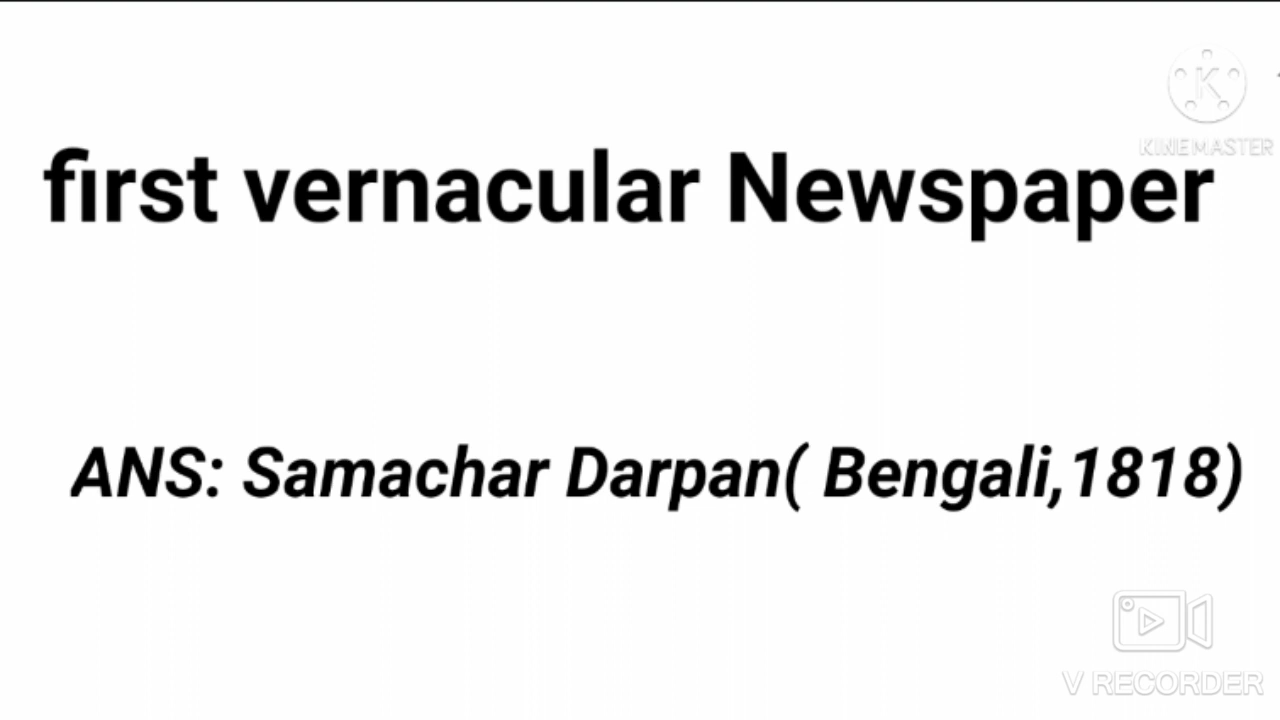 K
KINEMASTER
first vernacular Newspaper
ANS: Samachar Darpan( Bengali,1818)
V RECORDER